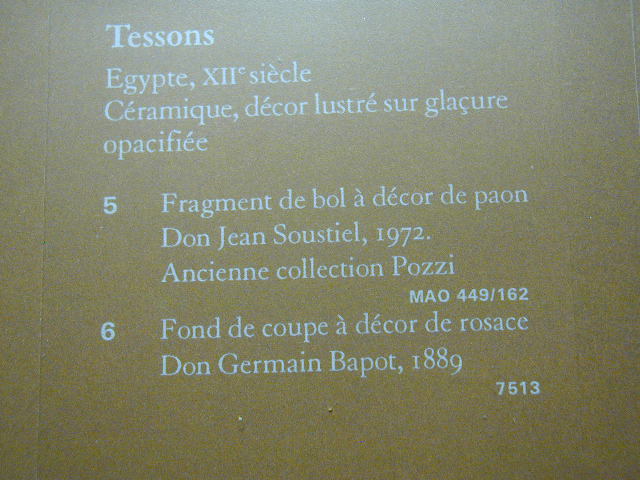 Tessons
Egypte, XIIe siècle
Céramique, décor lustré sur glaçure
opacifiée
5 Fragment de bol à décor de paon
Don Jean Soustiel, 1972.
Ancienne collection Pozzi
MAO 449/162
6 Fond de coupe à décor de rosace
Don Germain Bapot, 1889
7513